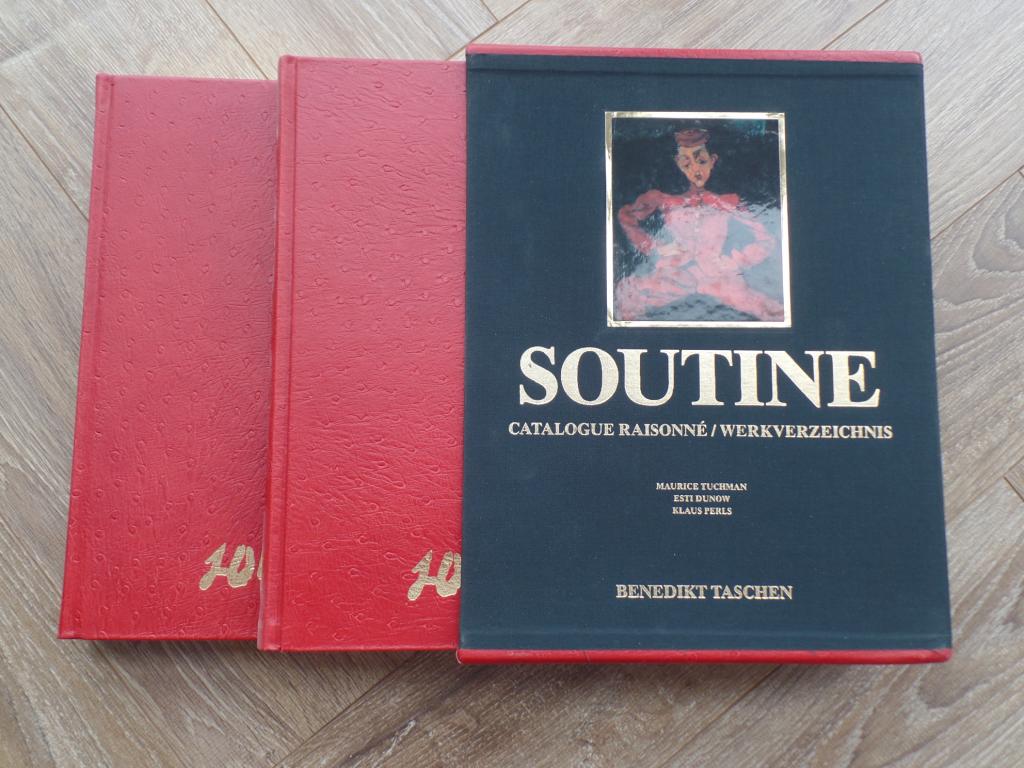 SOUTINE
CATALOGUE RAISONNÉ / WERKVERZEICHNIS
MAURICE TUCHMAN
ESTI DUNOW
KLAUS PERLS
BENEDIKT TASCHEN